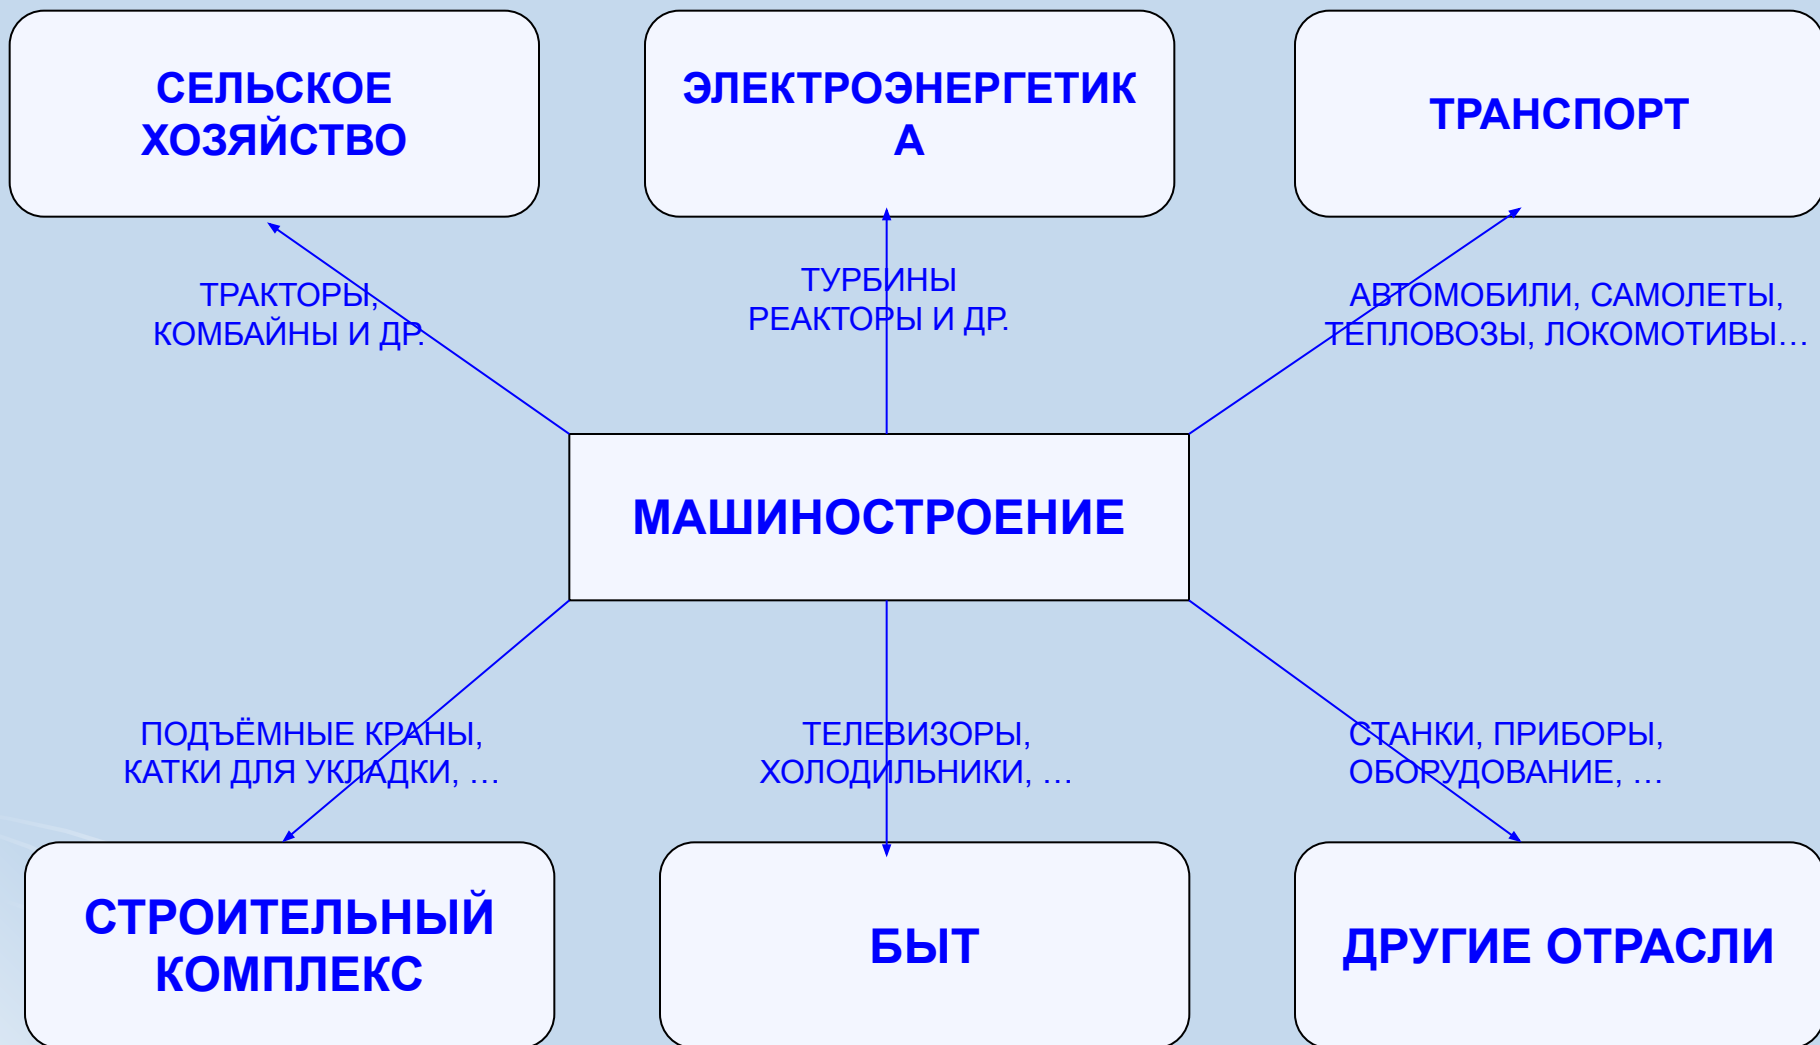 СЕЛЬСКОЕ
ХОЗЯЙСТВО
ЭЛЕКТРОЭНЕРГЕТИК
А
ТРАНСПОРТ
ТРАКТОРЫ,
КОМБАЙНЫ И ДР.
ТУРБИНЫ
РЕАКТОРЫ И ДР.
АВТОМОБИЛИ, САМОЛЕТЫ,
ТЕПЛОВОЗЫ, ЛОКОМОТИВЫ…
МАШИНОСТРОЕНИЕ
ПОДЪЁМНЫЕ КРАНЫ,
КАТКИ ДЛЯ УКЛАДКИ, …
ТЕЛЕВИЗОРЫ,
ХОЛОДИЛЬНИКИ, …
СТАНКИ, ПРИБОРЫ,
ОБОРУДОВАНИЕ, …
СТРОИТЕЛЬНЫЙ
КОМПЛЕКС
БЫТ
ДРУГИЕ ОТРАСЛИ